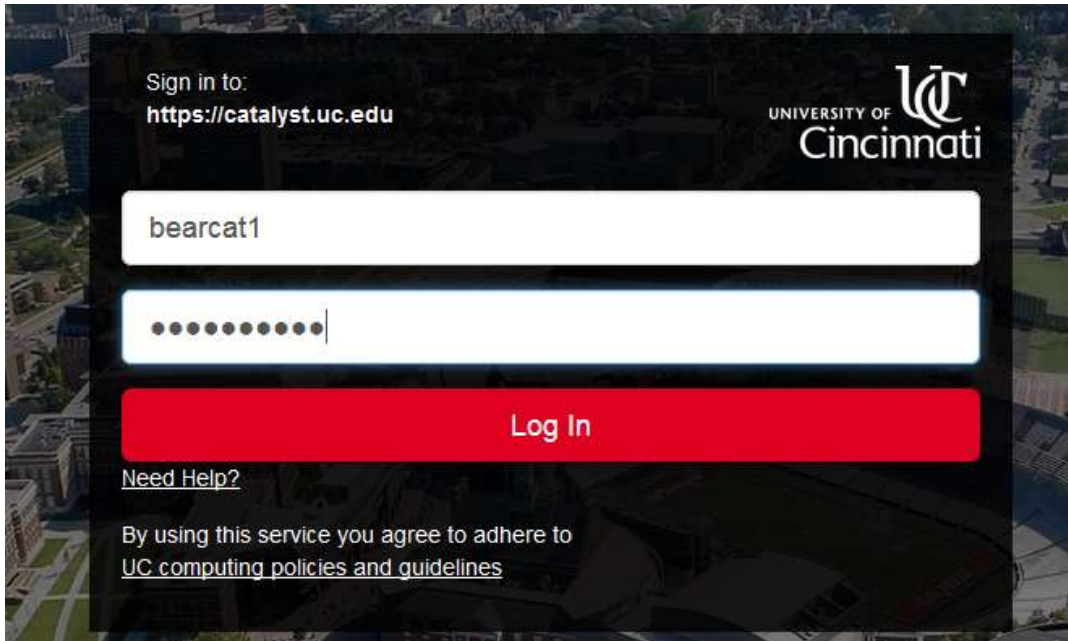 Sign in to:
https://catalyst.uc.edu
UC
UNIVERSITY OF
Cincinnati
bearcat1
••••••••••
Log In
Need Help?
By using this service you agree to adhere to
UC computing policies and guidelines